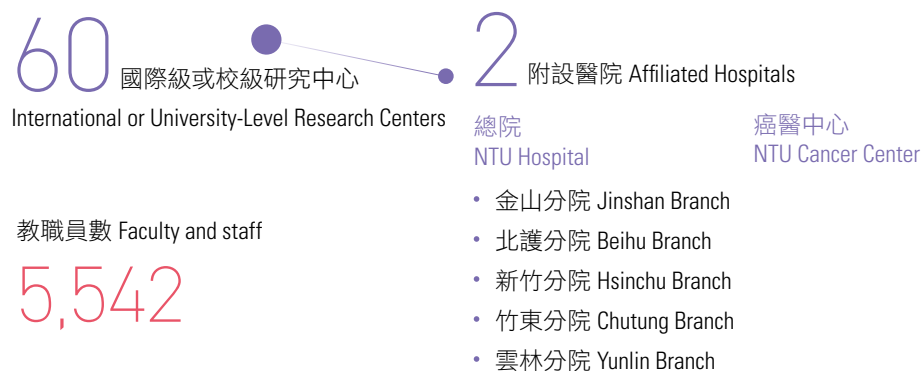 60 國際級或校級研究中心
International or University-Level Research Centers
教職員數 Faculty and staff
5,542
2 附設醫院 Affiliated Hospitals
總院
NTU Hospital
• 金山分院 Jinshan Branch
• 北護分院 Beihu Branch
• 新竹分院 Hsinchu Branch
• 竹東分院 Chutung Branch
• 雲林分院 Yunlin Branch
癌醫中心
NTU Cancer Center